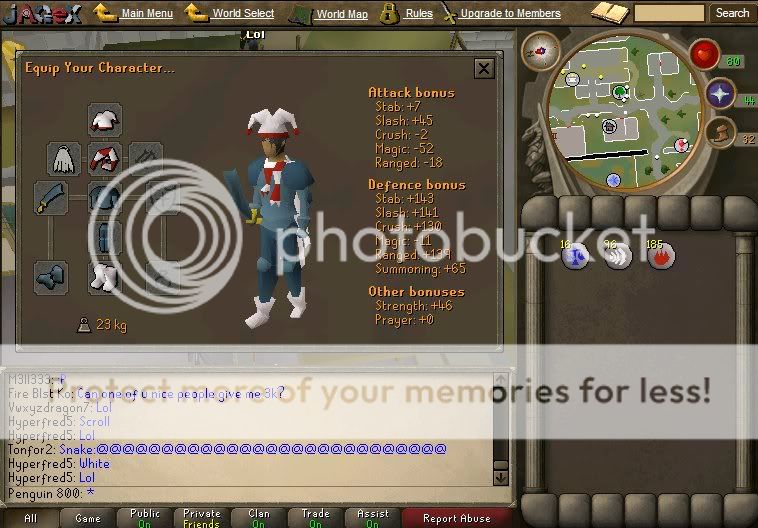 JAGEX Main Menu World Select World Map Rules Upgrade to Members Search
Lol
Equip Your Character...
Attack bonus
Stab: +7
Slash: +45
Crush: -2
Magic: -52
Ranged: -18
Defence bonus
Stab: +143
Slash: +141
Crush: +130
Magic: -11
Ranged: +139
Summoning: +65
Other bonuses
Strength: +46
Prayer: +0
23 kg
80
44
32
16 96 185
photobucket
Protect more of your memories for less!
M3ll333: :P
Fire Blst Ko: Can one of u nice people give me 3k?
Vwxyzdragon7: Lol
Hyperfred5: Scroll
Hyperfred5: Lol
Tonfor2: Snake:@@@@@@@@@@@@@@@@@@@@@@@@@@@
Hyperfred5: White
Hyperfred5: Lol
Penguin 800: *
All Game Public On Private Friends Clan On Trade On Assist On Report Abuse